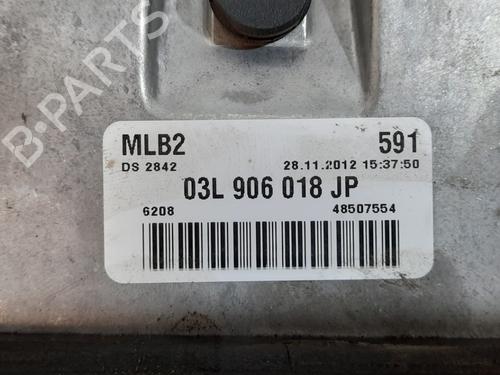 B-PARTS
MLB2 591
DS 2842 28.11.2012 15:37:50
03L 906 018 JP
6208 48507554